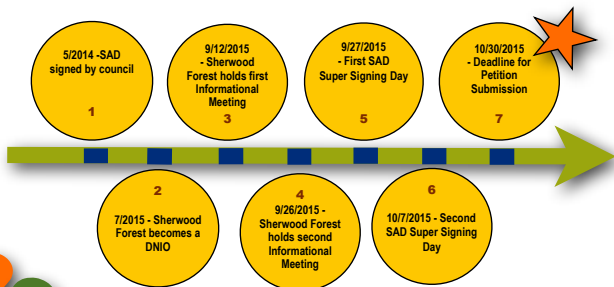 5/2014 -SAD
signed by council
1
7/2015 - Sherwood
Forest becomes a
DNIO
2
9/12/2015
- Sherwood
Forest holds first
Informational
Meeting
3
9/26/2015 -
Sherwood Forest
holds second
Informational
Meeting
4
9/27/2015
- First SAD
Super Signing Day
5
10/7/2015 - Second
SAD Super Signing
Day
6
10/30/2015
- Deadline for
Petition
Submission
7